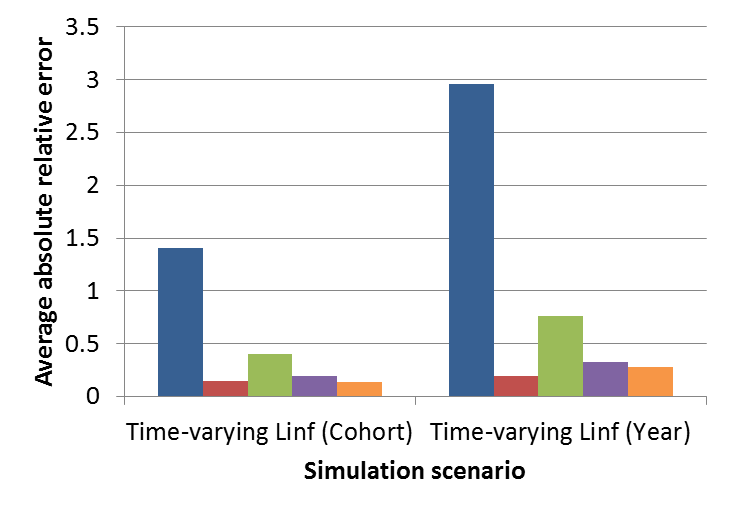 Average absolute relative error
3.5
3
2.5
2
1.5
1
0.5
0
Time-varying Linf (Cohort) Time-varying Linf (Year)
Simulation scenario